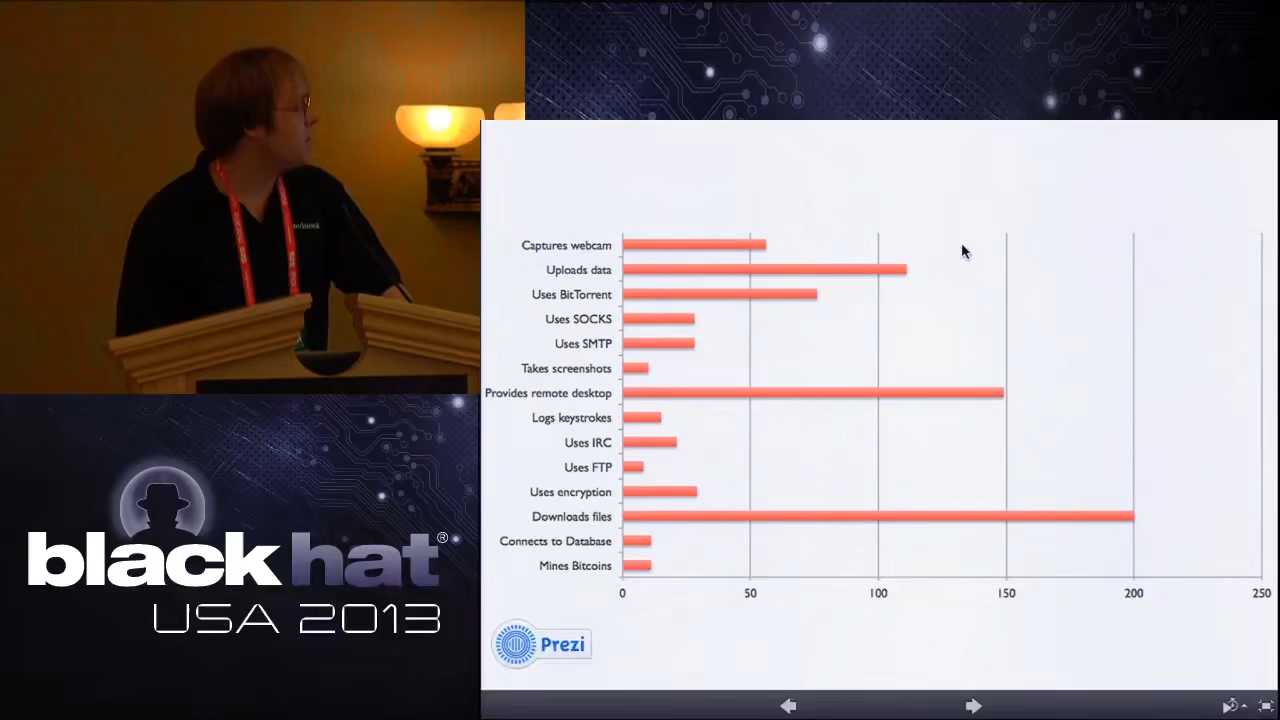 Captures webcam
Uploads data
Uses BitTorrent
Uses SOCKS
Uses SMTP
Takes screenshots
Provides remote desktop
Logs keystrokes
Uses IRC
Uses FTP
Uses encryption
Downloads files
Connects to Database
Mines Bitcoins
0 50 100 150 200 250
Prezi
blackhat®
USA 2013